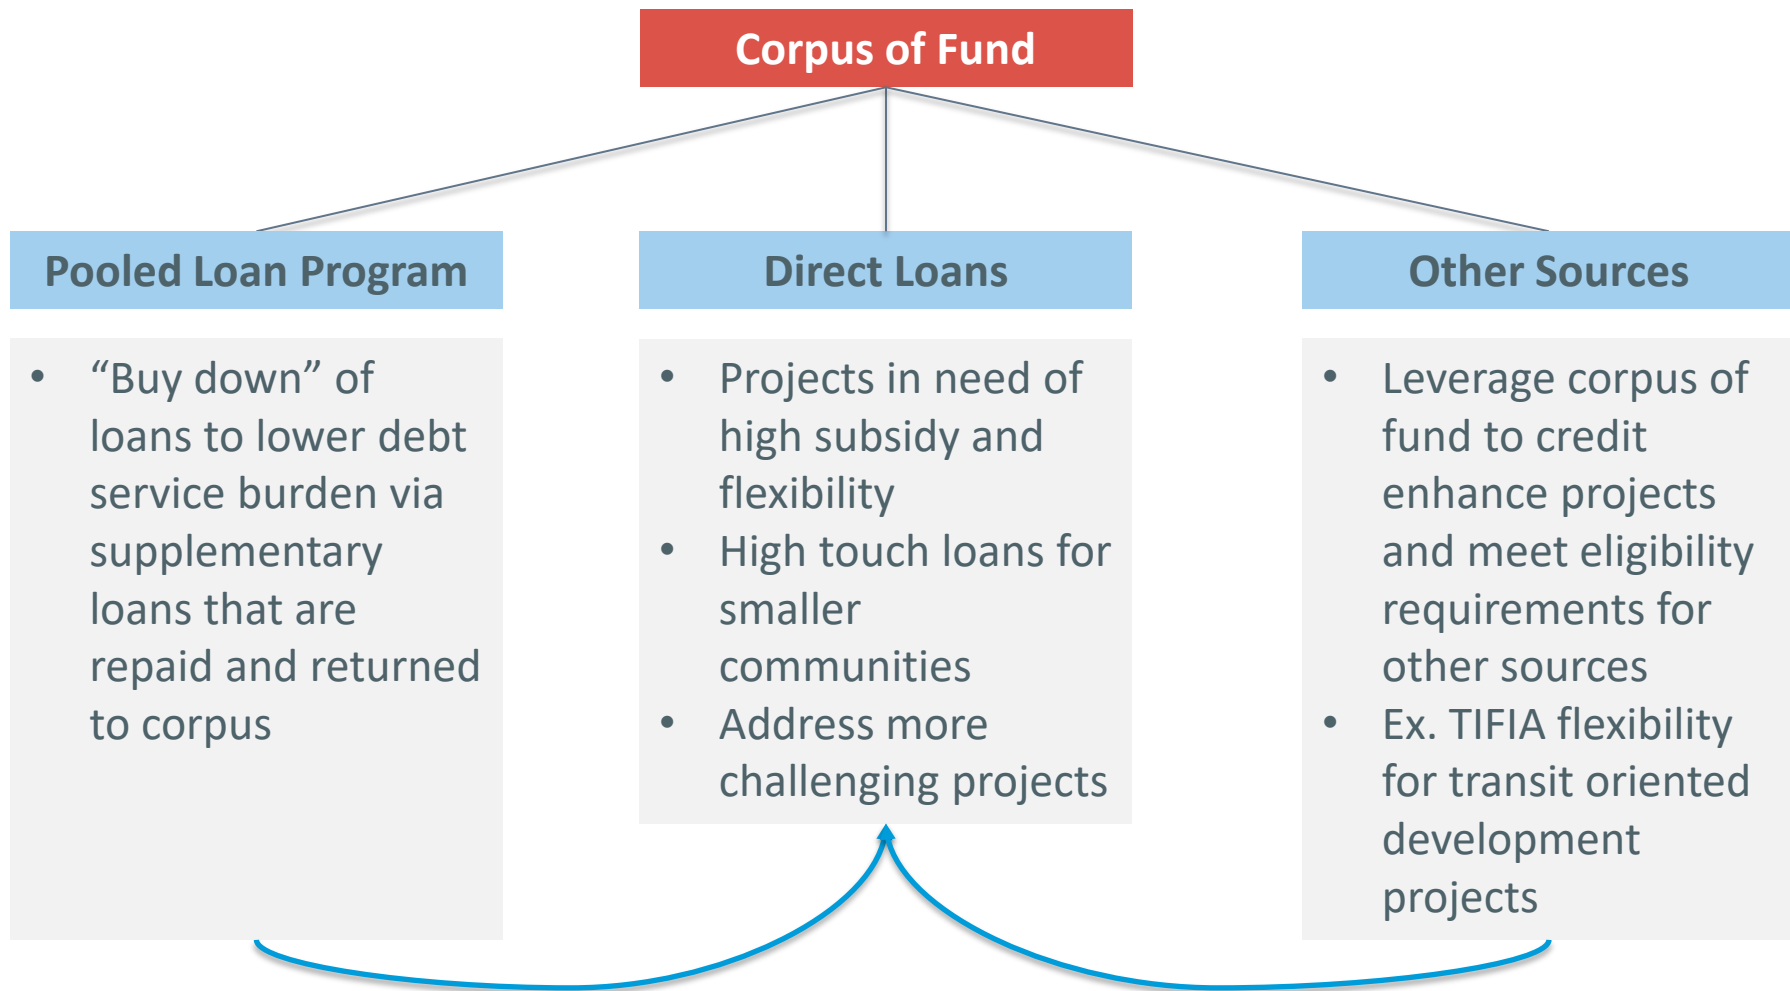 Corpus of Fund
Pooled Loan Program
• “Buy down” of
loans to lower debt
service burden via
supplementary
loans that are
repaid and returned
to corpus
Direct Loans
• Projects in need of
high subsidy and
flexibility
• High touch loans for
smaller
communities
• Address more
challenging projects
Other Sources
• Leverage corpus of
fund to credit
enhance projects
and meet eligibility
requirements for
other sources
• Ex. TIFIA flexibility
for transit oriented
development
projects